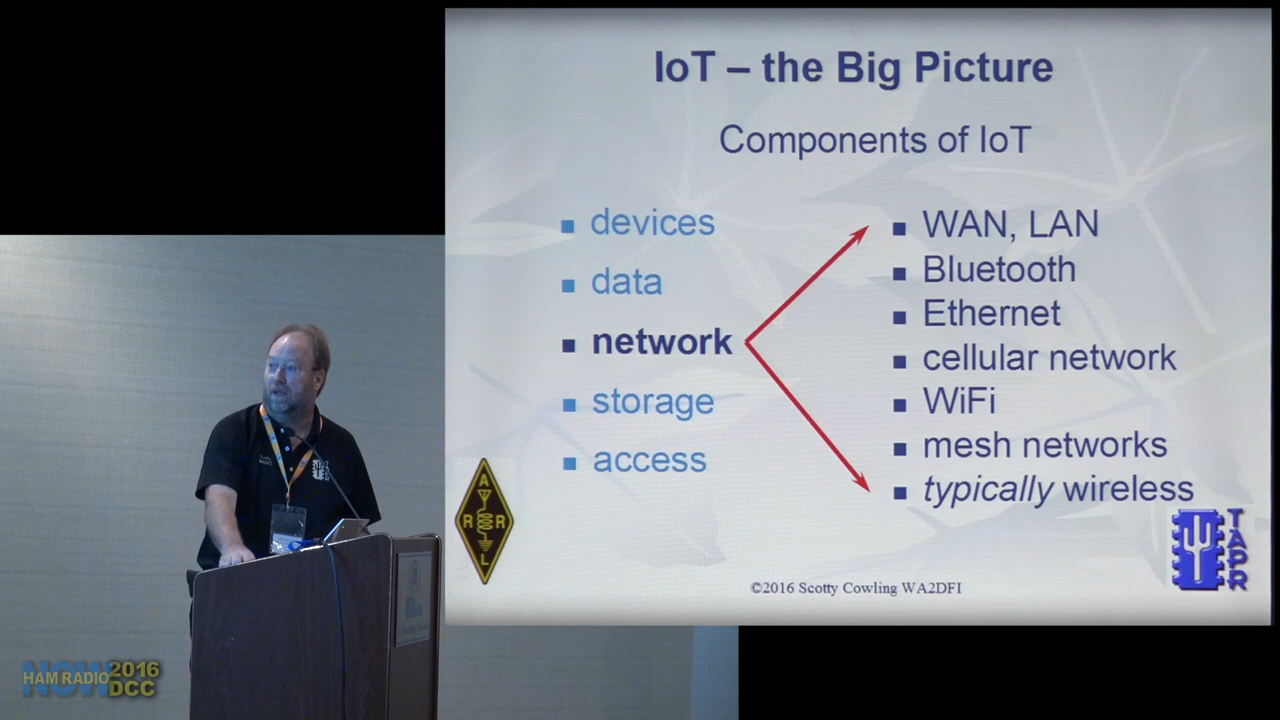 IoT – the Big Picture
Components of IoT
devices
data
network
storage
access
WAN, LAN
Bluetooth
Ethernet
cellular network
WiFi
mesh networks
typically wireless
A
R R
L
TAPR
©2016 Scotty Cowling WA2DFI
TAPR
NOW
HAM RADIO 2016
DCC